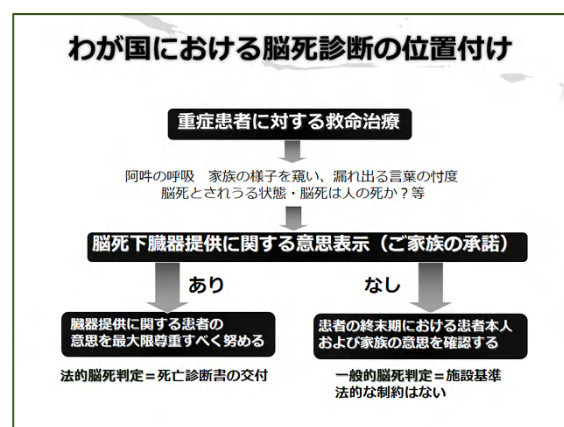 わが国における脳死診断の位置付け
重症患者に対する救命治療
阿吽の呼吸　家族の様子を窺い、漏れ出る言葉の忖度
脳死とされうる状態・脳死は人の死か？等
脳死下臓器提供に関する意思表示（ご家族の承諾）
あり
なし
臓器提供に関する患者の
意思を最大限尊重すべく努める
患者の終末期における患者本人
および家族の意思を確認する
法的脳死判定＝死亡診断書の交付
一般的脳死判定＝施設基準
法的な制約はない